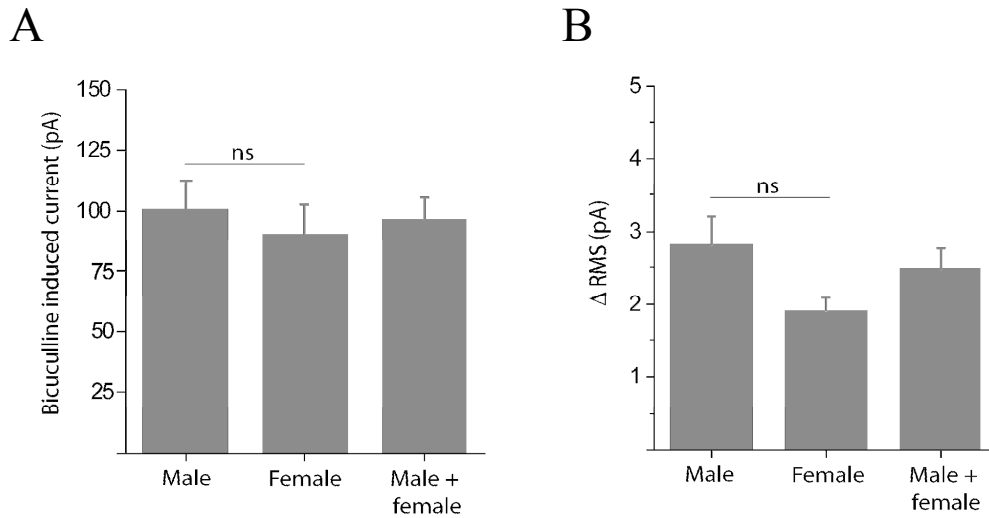 A
Bicuculline induced current (pA)
150
125
100
75
50
25
ns
Male
Female
Male +
female
B
Δ RMS (pA)
5
4
3
2
1
ns
Male
Female
Male +
female